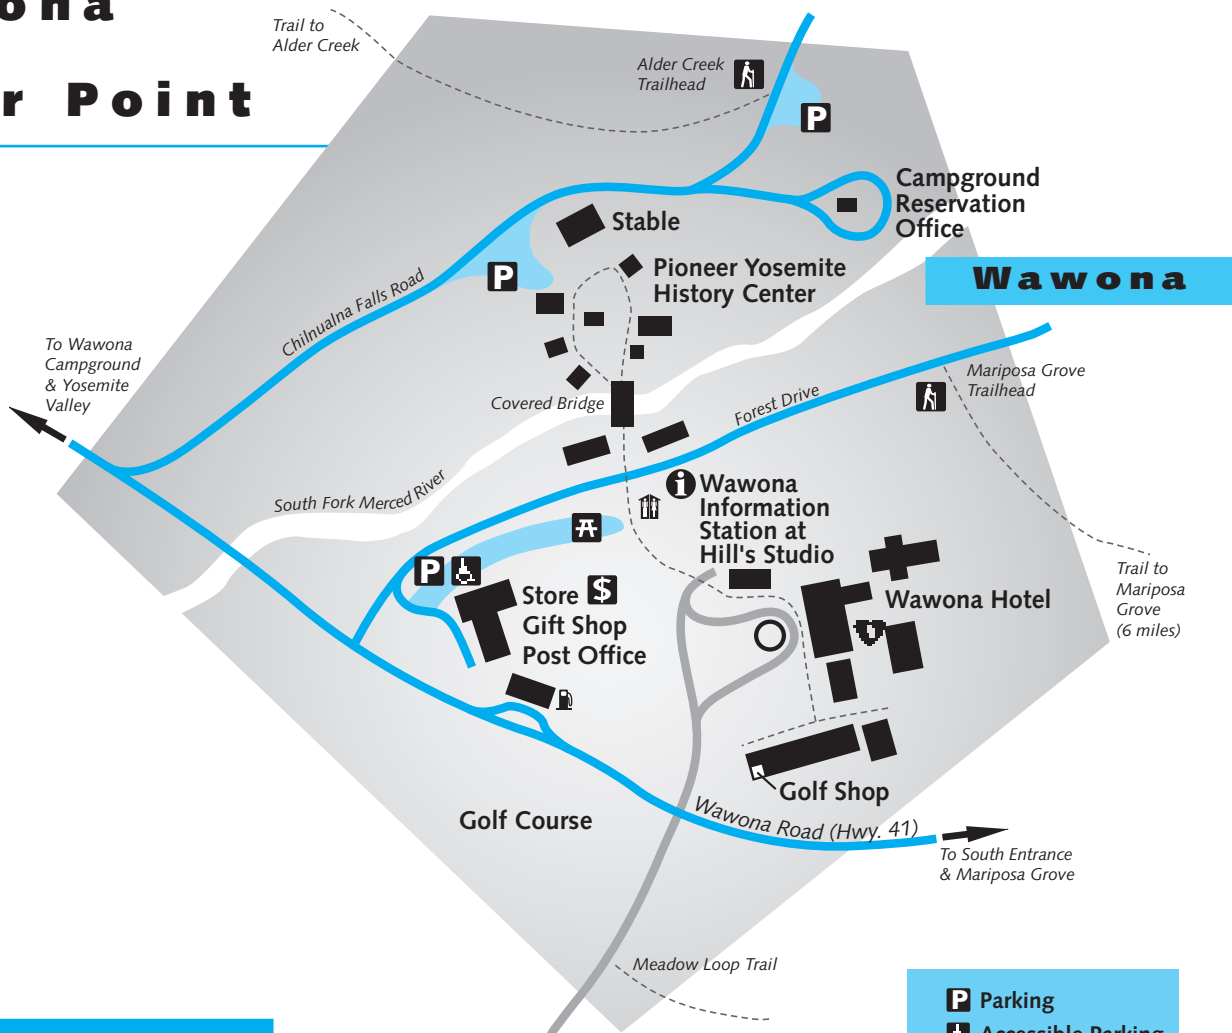 ona
r Point
Trail to
Alder Creek
Alder Creek
Trailhead
P
Campground
Reservation
Office
Stable
Pioneer Yosemite
History Center
P
Wawona
Chilnualna Falls Road
To Wawona
Campground
& Yosemite
Valley
Mariposa Grove
Trailhead
Covered Bridge
Forest Drive
South Fork Merced River
i
Wawona
Information
Station at
Hill's Studio
P
Store $
Gift Shop
Post Office
Wawona Hotel
Trail to
Mariposa
Grove
(6 miles)
Golf Shop
Golf Course
Wawona Road (Hwy. 41)
To South Entrance
& Mariposa Grove
Meadow Loop Trail
P Parking
Accessible Parking